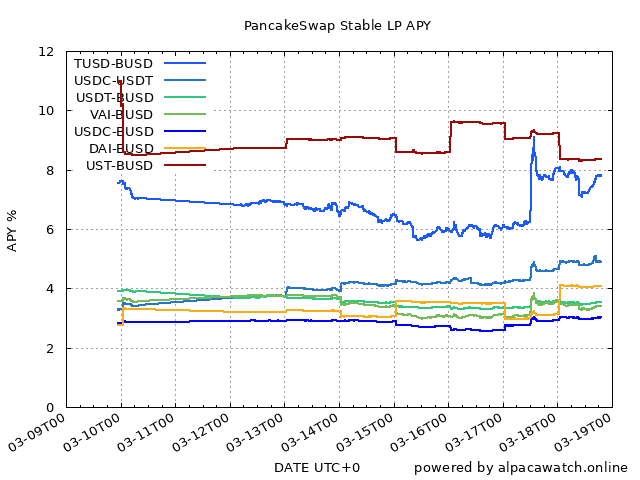 PancakeSwap Stable LP APY
12
10
8
6
4
2
0
APY %
TUSD-BUSD
USDC-USDT
USDT-BUSD
VAI-BUSD
USDC-BUSD
DAI-BUSD
UST-BUSD
03-09T00
03-10T00
03-11T00
03-12T00
03-13T00
03-14T00
03-15T00
03-16T00
03-17T00
03-18T00
03-19T00
DATE UTC+0
powered by alpacawatch.online